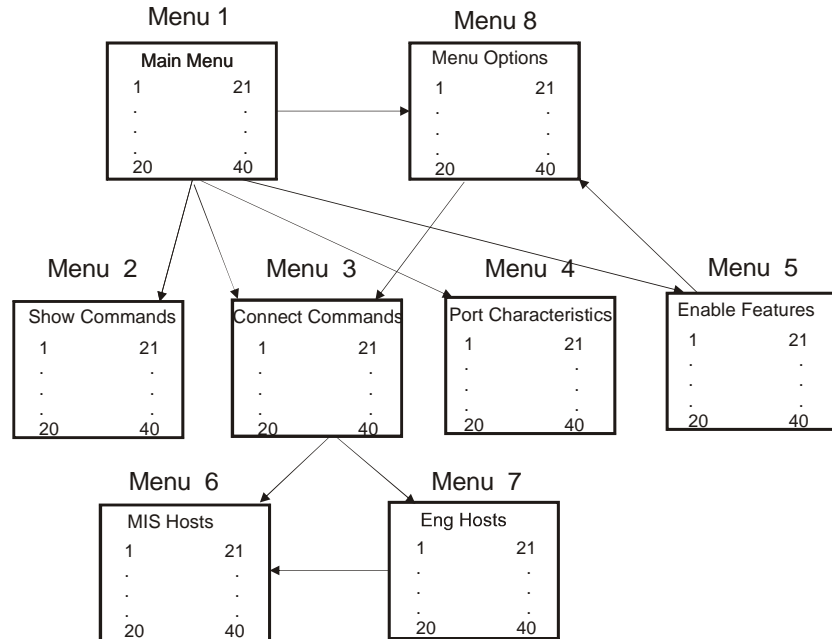 Menu 1
Menu 8
Main Menu
1 21
. .
. .
. .
20 40
Menu Options
1 21
. .
. .
. .
20 40
Menu 2
Menu 3
Menu 4
Menu 5
Show Commands
1 21
. .
. .
. .
20 40
Connect Commands
1 21
. .
. .
. .
20 40
Port Characteristics
1 21
. .
. .
. .
20 40
Enable Features
1 21
. .
. .
. .
20 40
Menu 6
Menu 7
MIS Hosts
1 21
. .
. .
. .
20 40
Eng Hosts
1 21
. .
. .
. .
20 40